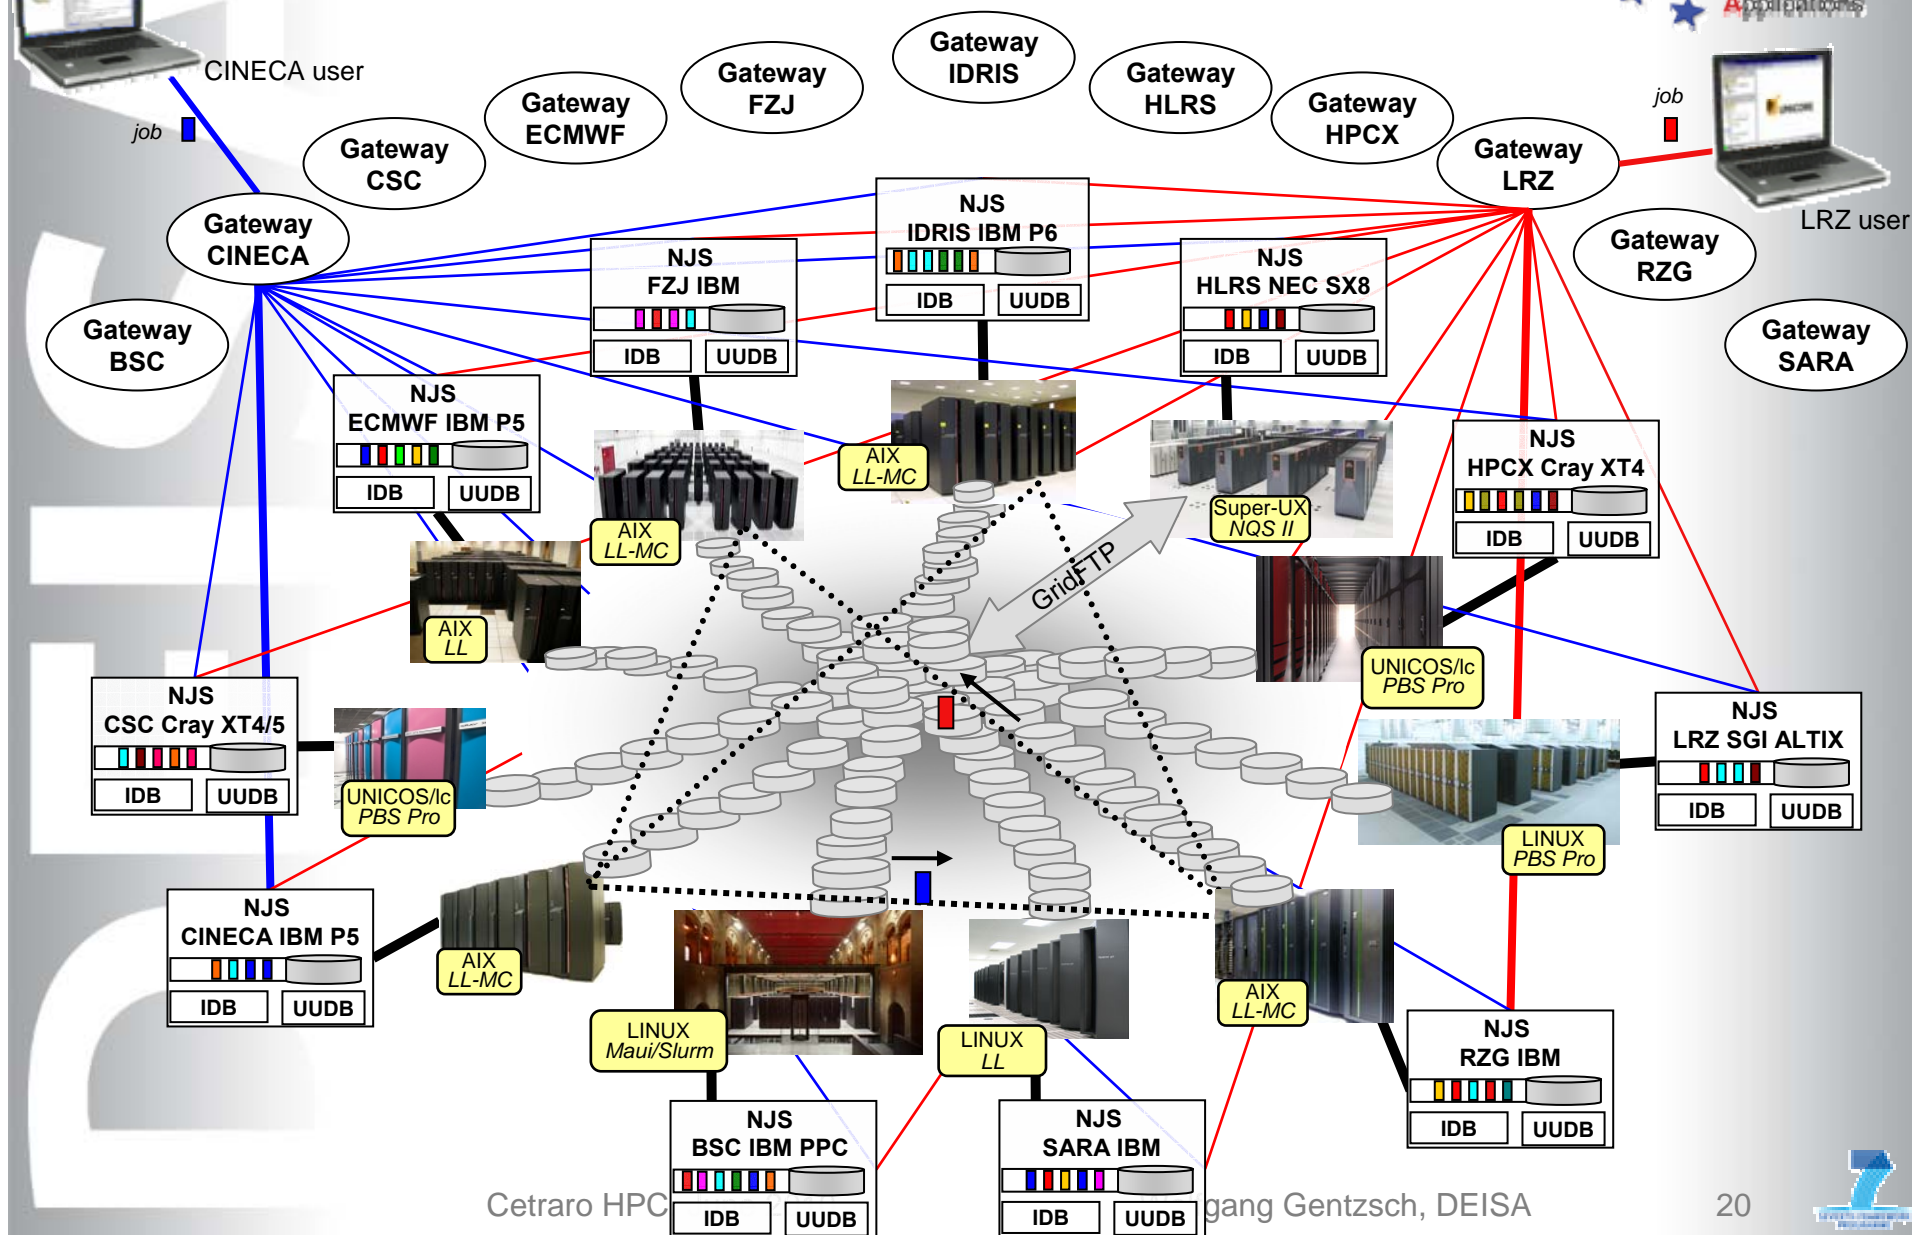 Applications
CINECA user
job
Gateway
CSC
Gateway
ECMWF
Gateway
FZJ
Gateway
IDRIS
Gateway
HLRS
Gateway
HPCX
Gateway
LRZ
job
LRZ user
Gateway
CINECA
Gateway
BSC
Gateway
RZG
Gateway
SARA
NJS
IDRIS IBM P6
IDB
UUDB
NJS
FZJ IBM
IDB
UUDB
NJS
HLRS NEC SX8
IDB
UUDB
NJS
ECMWF IBM P5
IDB
UUDB
NJS
HPCX Cray XT4
IDB
UUDB
AIX
LL-MC
AIX
LL-MC
Super-UX
NQS II
GridFTP
AIX
LL
UNICOS/lc
PBS Pro
NJS
CSC Cray XT4/5
IDB
UUDB
UNICOS/lc
PBS Pro
NJS
LRZ SGI ALTIX
IDB
UUDB
LINUX
PBS Pro
NJS
CINECA IBM P5
IDB
UUDB
AIX
LL-MC
LINUX
Maui/Slurm
LINUX
LL
AIX
LL-MC
NJS
RZG IBM
IDB
UUDB
NJS
BSC IBM PPC
IDB
UUDB
NJS
SARA IBM
IDB
UUDB
Cetraro HPC
gang Gentzsch, DEISA
20